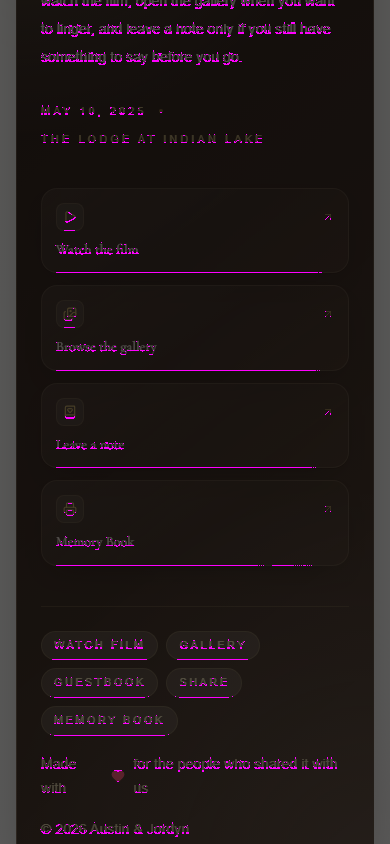 watch the film, open the gallery when you want
to linger, and leave a note only if you still have
something to say before you go.
MAY 10, 2025 •
THE LODGE AT INDIAN LAKE
Watch the film
Browse the gallery
Leave a note
Memory Book
WATCH FILM
GALLERY
GUESTBOOK
SHARE
MEMORY BOOK
Made with
for the people who shared it with us
© 2026 Austin & Jordyn